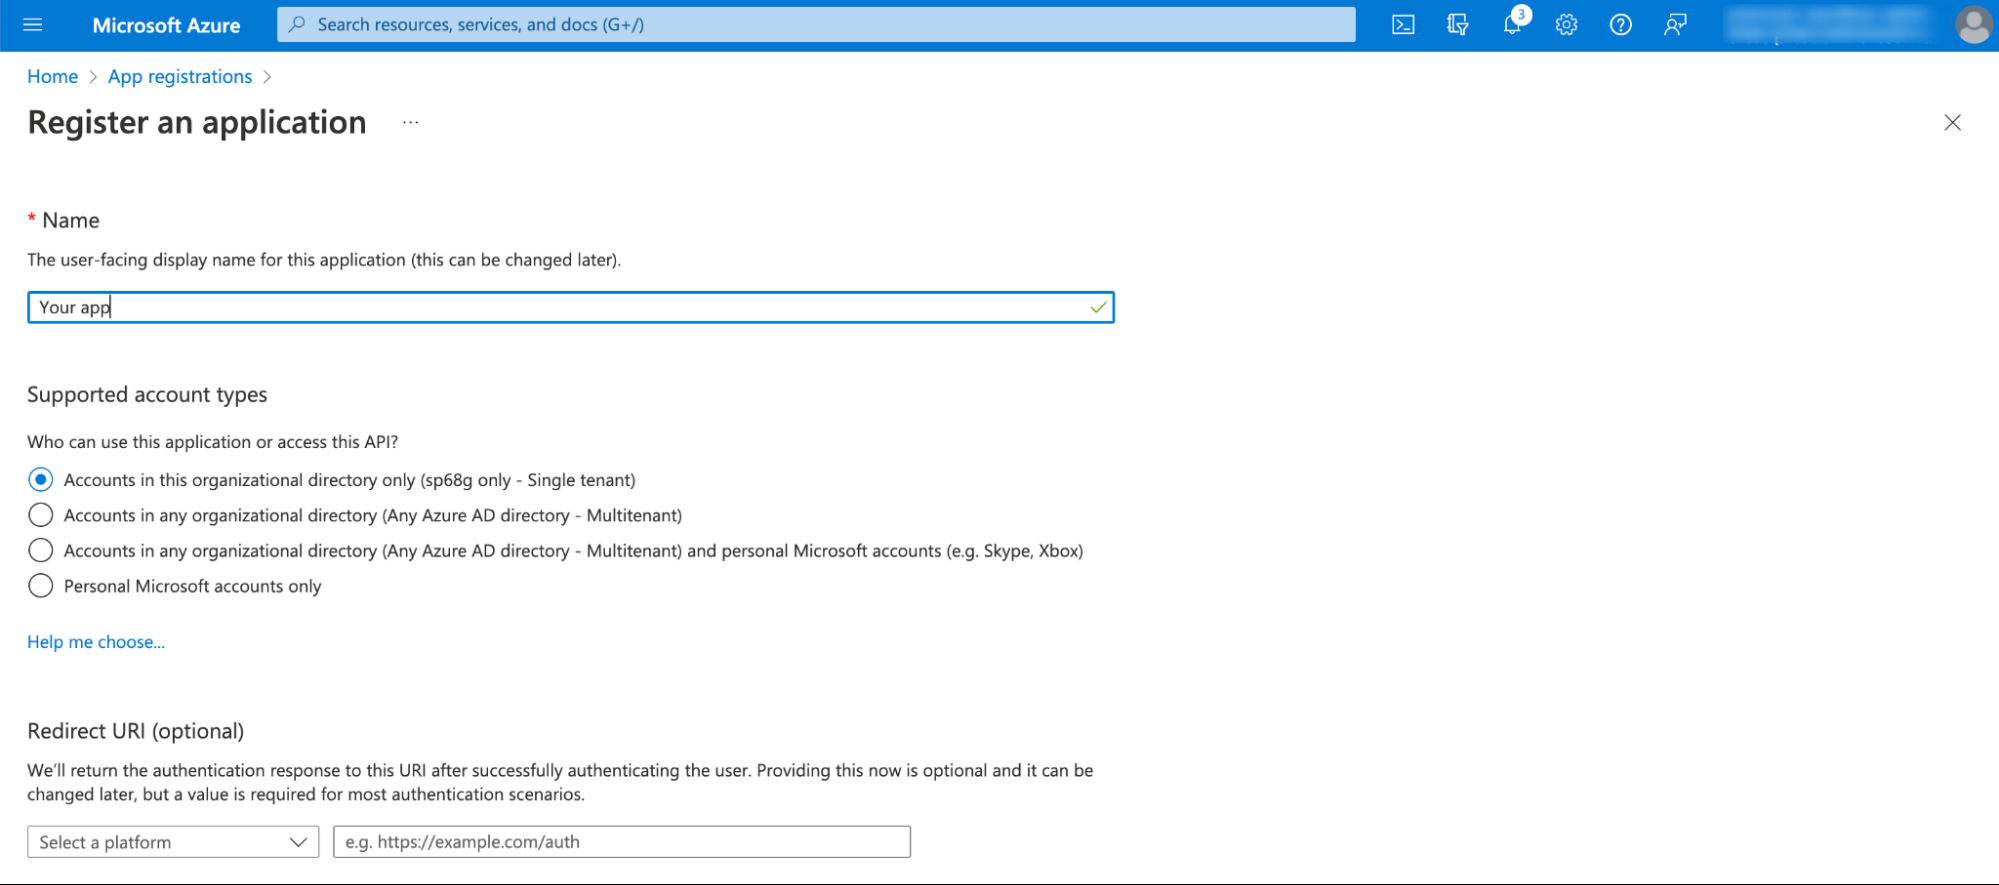 Microsoft Azure
Search resources, services, and docs (G+/)
3
Home > App registrations >
Register an application ...
* Name
The user-facing display name for this application (this can be changed later).
Your app
Supported account types
Who can use this application or access this API?
Accounts in this organizational directory only (sp68g only - Single tenant)
Accounts in any organizational directory (Any Azure AD directory - Multitenant)
Accounts in any organizational directory (Any Azure AD directory - Multitenant) and personal Microsoft accounts (e.g. Skype, Xbox)
Personal Microsoft accounts only
Help me choose...
Redirect URI (optional)
We'll return the authentication response to this URI after successfully authenticating the user. Providing this now is optional and it can be
changed later, but a value is required for most authentication scenarios.
Select a platform
e.g. https://example.com/auth